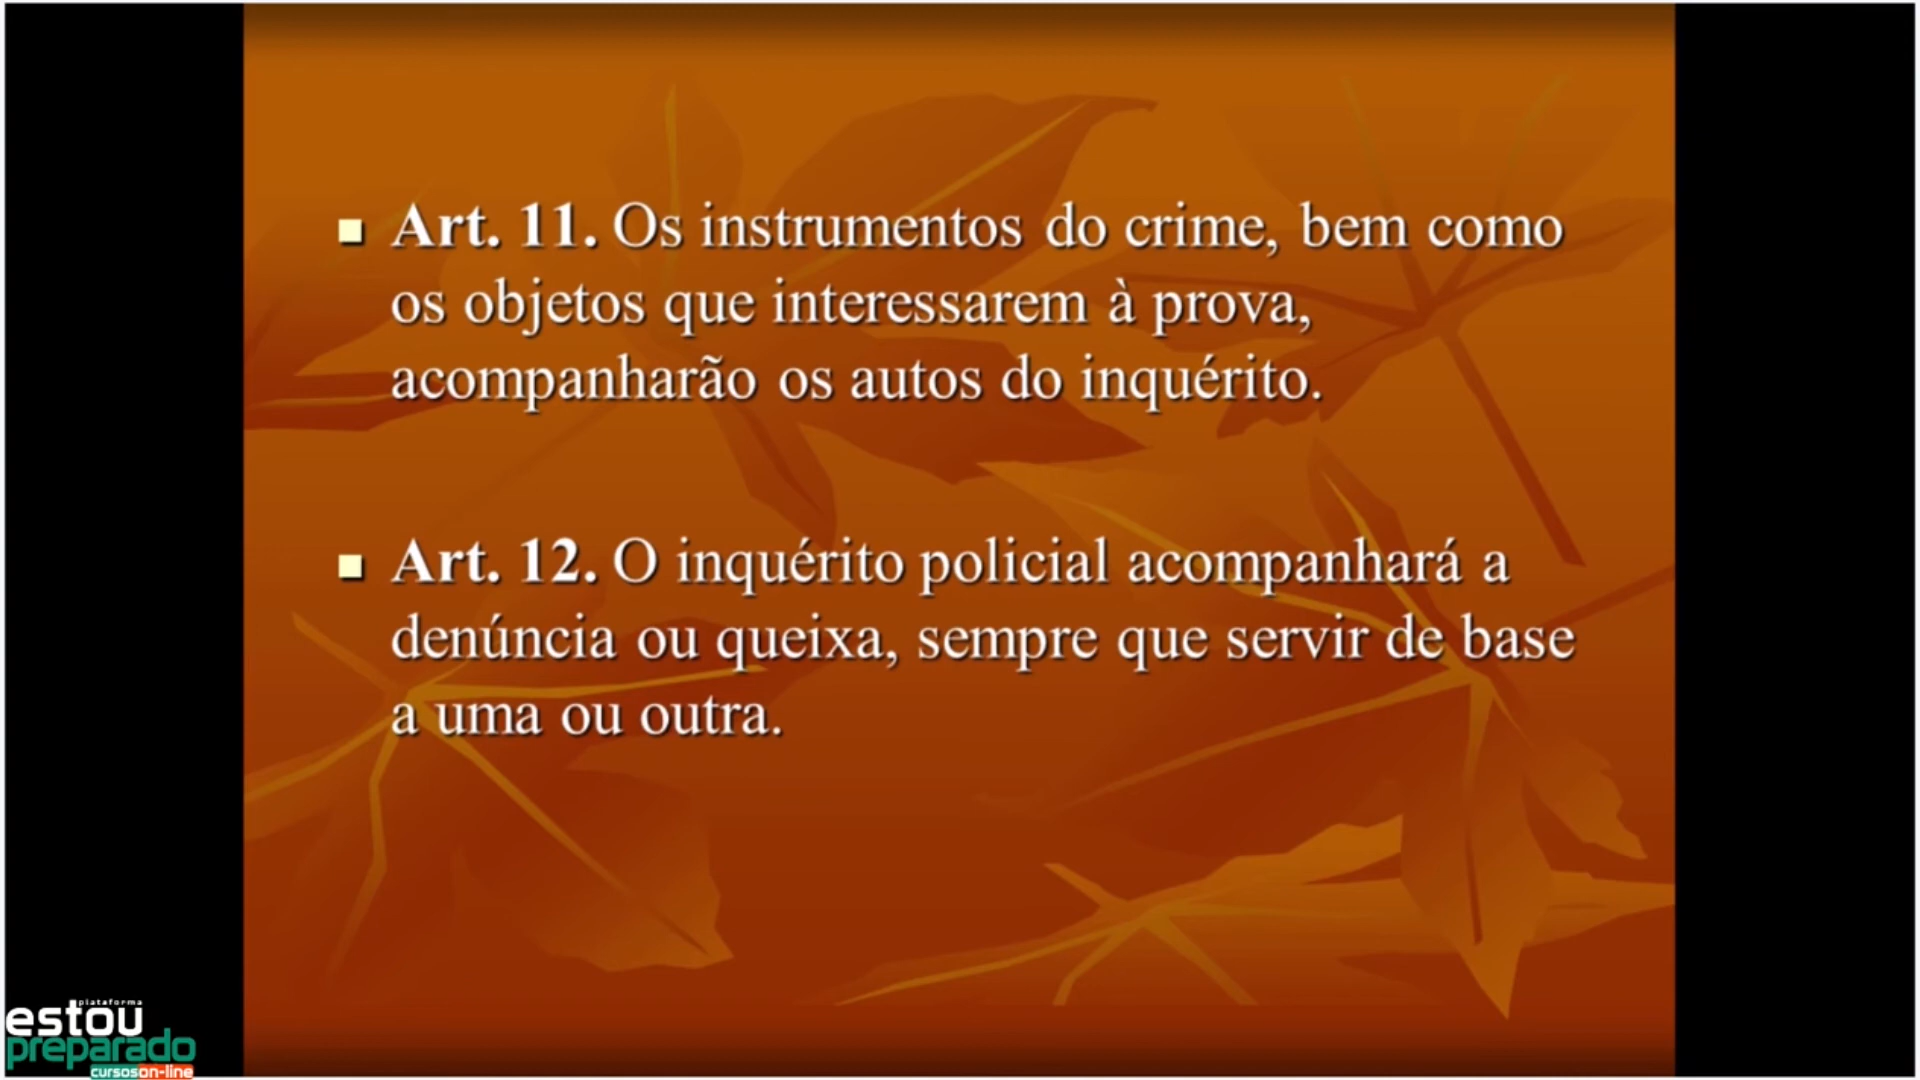 Art. 11. Os instrumentos do crime, bem como
os objetos que interessarem à prova,
acompanharão os autos do inquérito.
Art. 12. O inquérito policial acompanhará a
denúncia ou queixa, sempre que servir de base
a uma ou outra.
plataforma
estou
preparado
cursoson-line